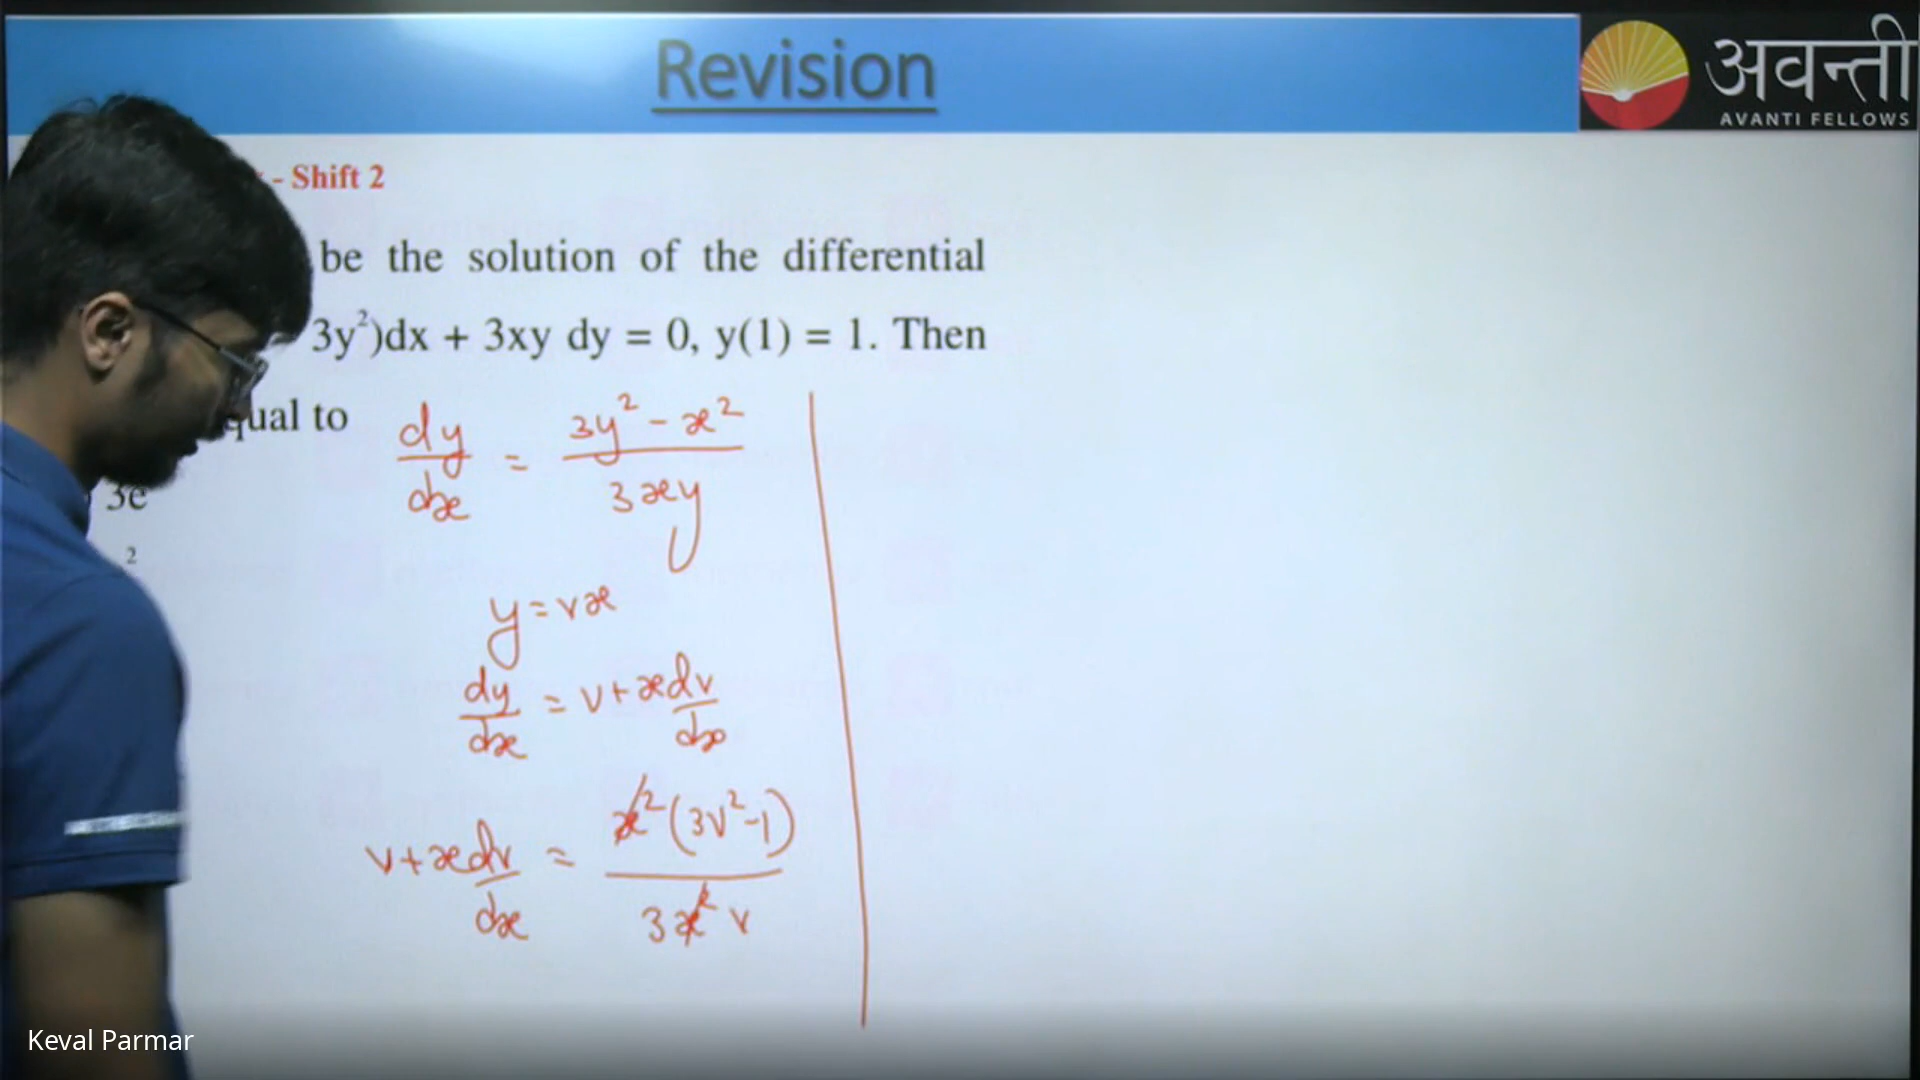 Revision
अवन्ती
AVANTI FELLOWS
- Shift 2
be the solution of the differential
3y²)dx + 3xy dy = 0, y(1) = 1. Then
qual to
3e
2
dy/dx = (3y² - x²)/(3xy)
y = vx
dy/dx = v + x dv/dx
v + x dv/dx = x²(3v² - 1)/(3x² v)
Keval Parmar